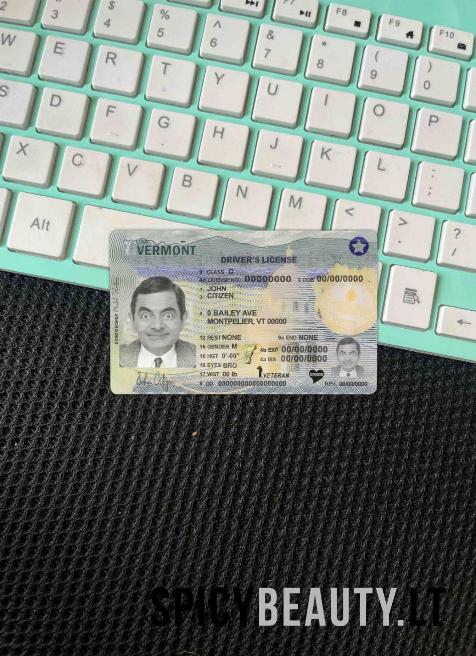 F7 F8 F9 F10
# 3 $ 4 % 5 ^ 6 & 7 * 8 ( 9 ) 0
W E R T Y U I O P
S D F G H J K L : ;
X C V B N M < , > . ? /
Alt
USA
VERMONT
DRIVER'S LICENSE
9 CLASS D
4d LICENSE NO. 00000000 3 DOB 00/00/0000
1 JOHN
2 CITIZEN
8 0 BAILEY AVE
MONTPELIER, VT 00000
12 REST NONE 9a END NONE
15 GENDER M
16 HGT 0'-00" 4b EXP 00/00/0000
18 EYES BRO 4a ISS 00/00/0000
17 WGT 00 lb VETERAN DONOR
5 DD 0000000000000000 REV. 00/00/0000
John Citizen
SPICYBEAUTY.LT